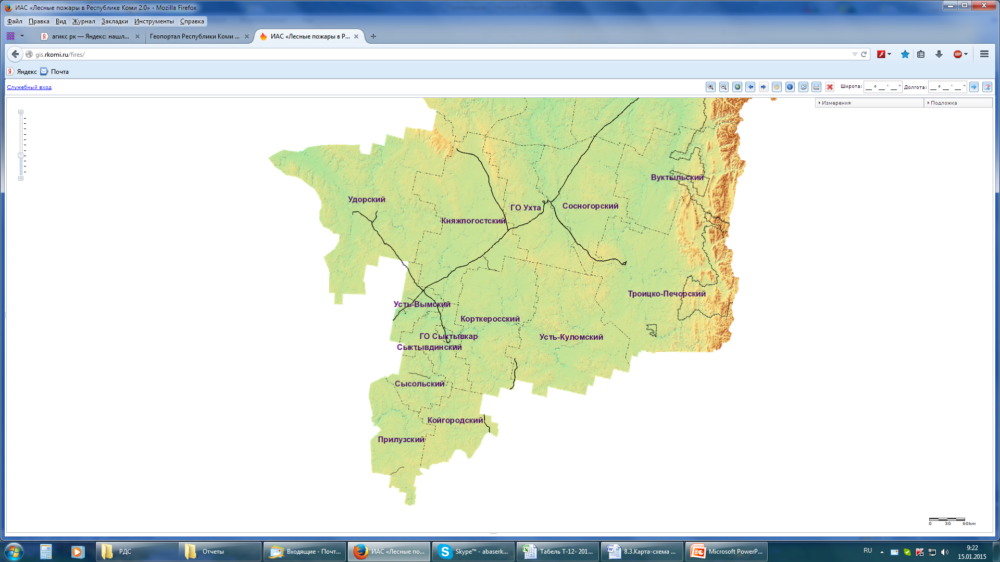 ИАС «Лесные пожары в Республике Коми 2.0» - Mozilla Firefox
Файл Правка Вид Журнал Закладки Инструменты Справка
агикс рк — Яндекс: нашл... Геопортал Республики Коми ... ИАС «Лесные пожары в Р...
gis.rkomi.ru/fires/
Яндекс Почта
Служебный вход Широта: __ ° __ ' __ " Долгота: __ ° __ ' __ "
Измерения Подложка
Вуктыльский
Удорский
Сосногорский
ГО Ухта
Княжпогостский
Троицко-Печорский
Усть-Вымский
Корткеросский
ГО Сыктывкар
Усть-Куломский
Сыктывдинский
Сысольский
Койгородский
Прилузский
0 30 60km
РДС Отчеты Входящие - Почт... ИАС «Лесные по... Skype™ - abaserk... Табель Т-12- 201... 8.3.Карта-схема ... Microsoft PowerP... RU 9:22
15.01.2015